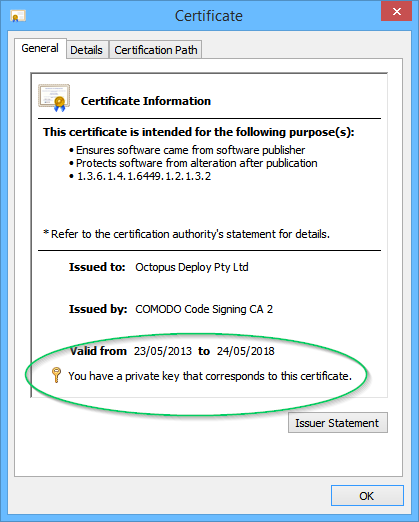 Certificate
General Details Certification Path
Certificate Information
This certificate is intended for the following purpose(s):
• Ensures software came from software publisher
• Protects software from alteration after publication
• 1.3.6.1.4.1.6449.1.2.1.3.2
* Refer to the certification authority's statement for details.
Issued to: Octopus Deploy Pty Ltd
Issued by: COMODO Code Signing CA 2
Valid from 23/05/2013 to 24/05/2018
You have a private key that corresponds to this certificate.
Issuer Statement
OK